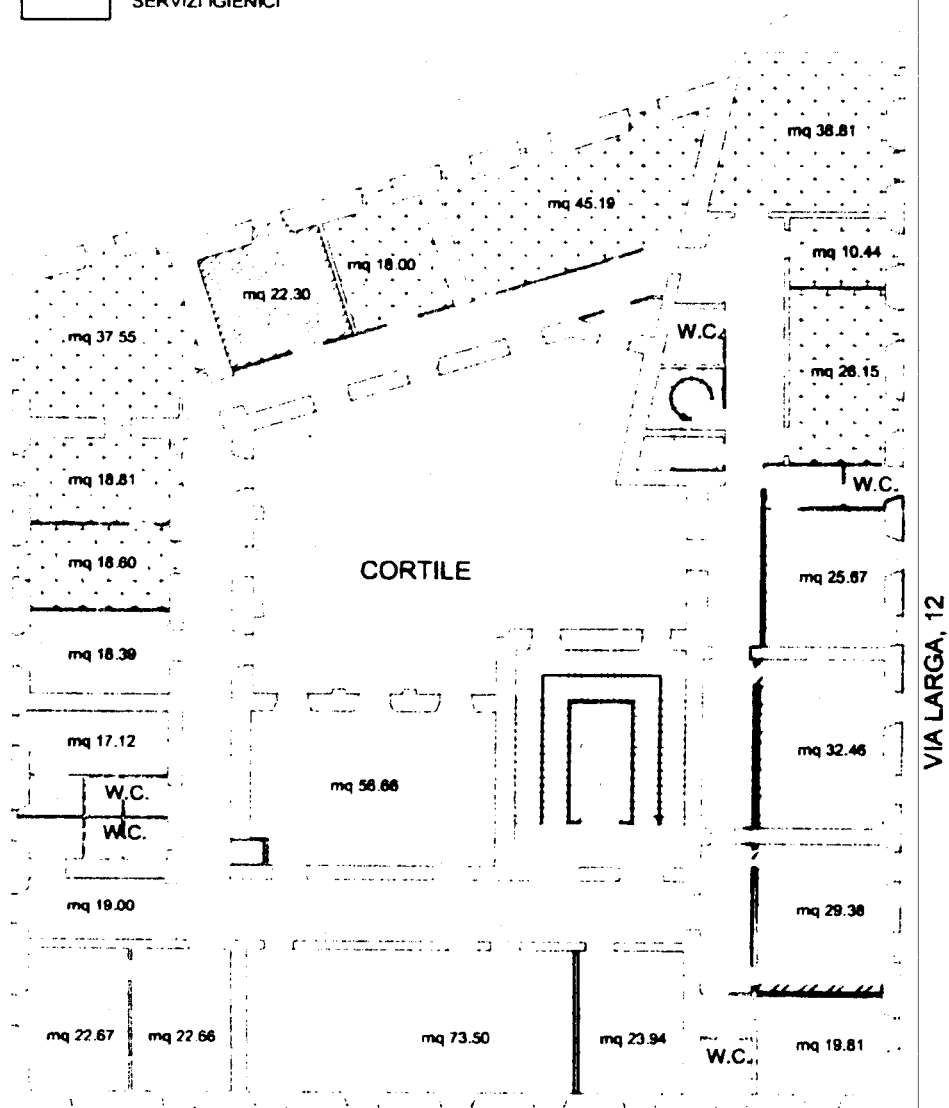 SERVIZI IGIENICI
mq 38.81
mq 45.19
mq 10.44
mq 18.00
mq 22.30
W.C.
mq 37.55
mq 26.15
mq 18.81
W.C.
mq 18.60
CORTILE
mq 25.67
mq 18.39
VIA LARGA, 12
mq 17.12
mq 32.46
mq 56.66
W.C.
W.C.
mq 19.00
mq 29.38
mq 22.67
mq 22.66
mq 73.50
mq 23.94
W.C.
mq 19.81